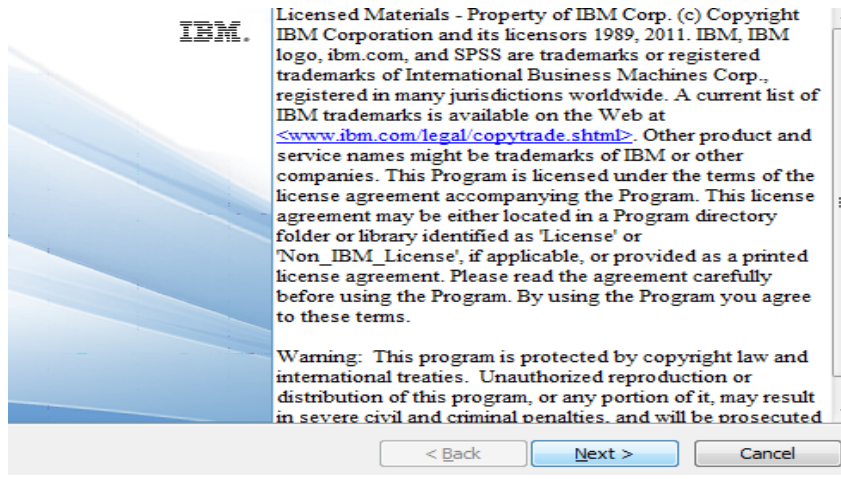 IBM.
Licensed Materials - Property of IBM Corp. (c) Copyright
IBM Corporation and its licensors 1989, 2011. IBM, IBM
logo, ibm.com, and SPSS are trademarks or registered
trademarks of International Business Machines Corp.,
registered in many jurisdictions worldwide. A current list of
IBM trademarks is available on the Web at
<www.ibm.com/legal/copytrade.shtml>. Other product and
service names might be trademarks of IBM or other
companies. This Program is licensed under the terms of the
license agreement accompanying the Program. This license
agreement may be either located in a Program directory
folder or library identified as 'License' or
'Non_IBM_License', if applicable, or provided as a printed
license agreement. Please read the agreement carefully
before using the Program. By using the Program you agree
to these terms.
Warning:  This program is protected by copyright law and
international treaties.  Unauthorized reproduction or
distribution of this program, or any portion of it, may result
in severe civil and criminal penalties, and will be prosecuted
< Back
Next >
Cancel